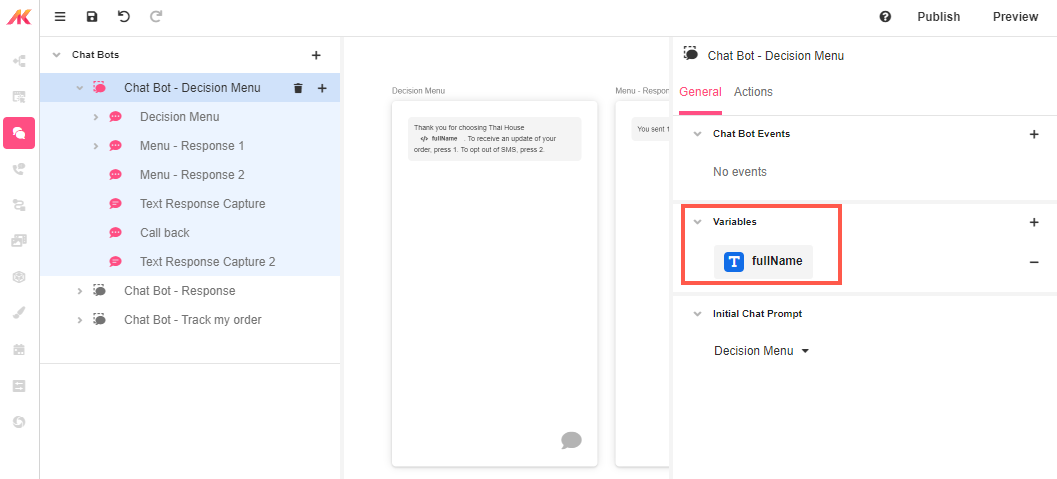 Publish
Preview
Chat Bots
Chat Bot - Decision Menu
Decision Menu
Menu - Response 1
Menu - Response 2
Text Response Capture
Call back
Text Response Capture 2
Chat Bot - Response
Chat Bot - Track my order
Decision Menu
Thank you for choosing Thai House
</> fullName . To receive an update of your
order, press 1. To opt out of SMS, press 2.
Menu - Respon
You sent 1
Chat Bot - Decision Menu
General
Actions
Chat Bot Events
No events
Variables
T fullName
Initial Chat Prompt
Decision Menu